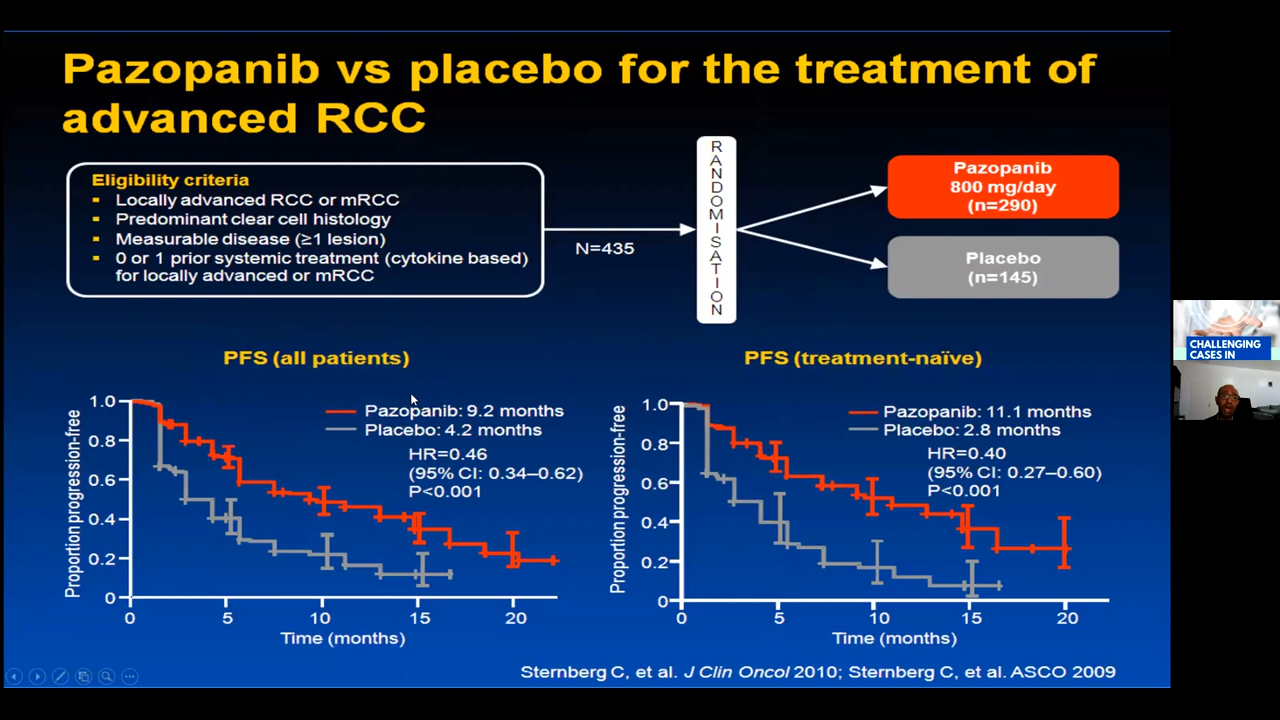 Pazopanib vs placebo for the treatment of
advanced RCC
Eligibility criteria
▪ Locally advanced RCC or mRCC
▪ Predominant clear cell histology
▪ Measurable disease (≥1 lesion)
▪ 0 or 1 prior systemic treatment (cytokine based)
for locally advanced or mRCC
N=435
RANDOMISATION
Pazopanib
800 mg/day
(n=290)
Placebo
(n=145)
CHALLENGING
CASES IN
PFS (all patients)
Proportion progression-free
1.0
0.8
0.6
0.4
0.2
0
Pazopanib: 9.2 months
Placebo: 4.2 months
HR=0.46
(95% CI: 0.34–0.62)
P<0.001
0 5 10 15 20
Time (months)
PFS (treatment-naïve)
Proportion progression-free
1.0
0.8
0.6
0.4
0.2
0
Pazopanib: 11.1 months
Placebo: 2.8 months
HR=0.40
(95% CI: 0.27–0.60)
P<0.001
0 5 10 15 20
Time (months)
Sternberg C, et al. J Clin Oncol 2010; Sternberg C, et al. ASCO 2009